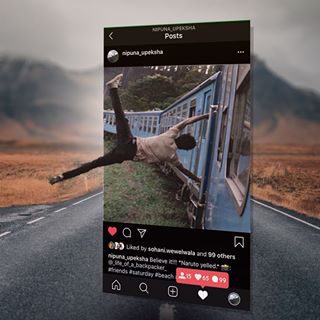 NIPUNA_UPEKSHA
Posts
nipuna_upeksha
Liked by sohani.wewelwala and 99 others
nipuna_upeksha Believe it!!! "Naruto yelled."
@_life_of_a_backpacker_
#friends #saturday #beach
15 65 99